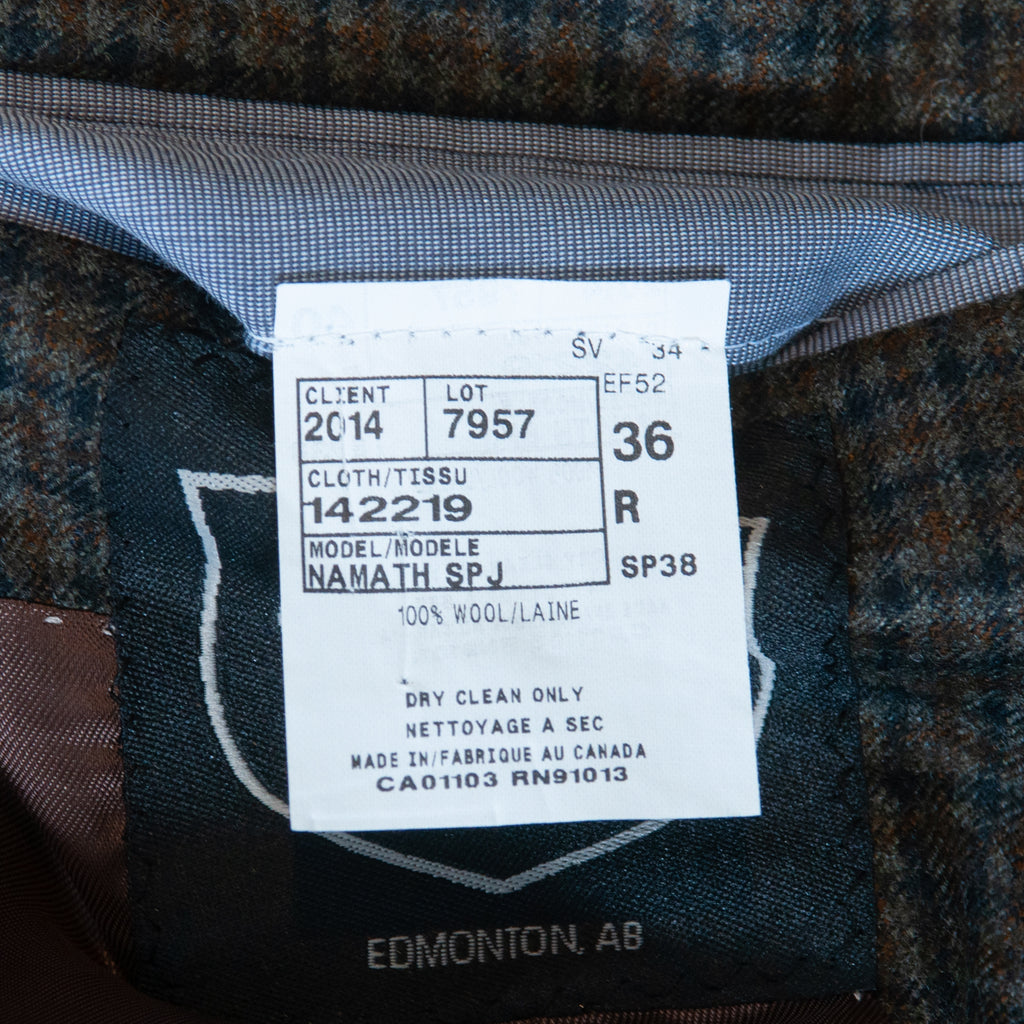 SV 34
EF52
CLIENT LOT
2014 7957
36
CLOTH/TISSU
142219
R
MODEL/MODELE
NAMATH SPJ
SP38
100% WOOL/LAINE
DRY CLEAN ONLY
NETTOYAGE A SEC
MADE IN/FABRIQUE AU CANADA
CA01103 RN91013
EDMONTON, AB